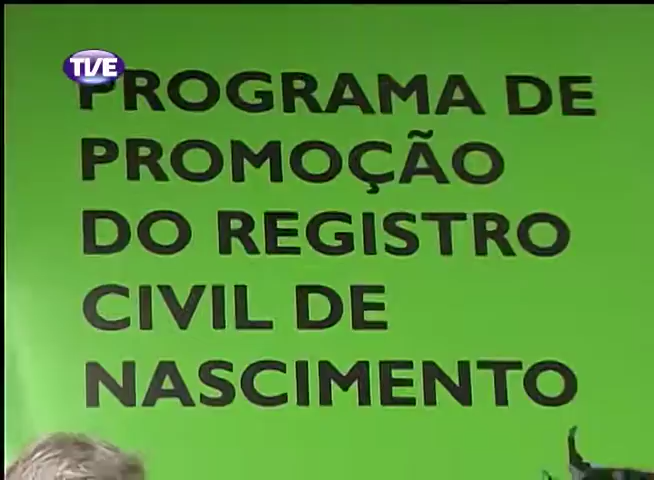 TVE
PROGRAMA DE
PROMOÇÃO
DO REGISTRO
CIVIL DE
NASCIMENTO